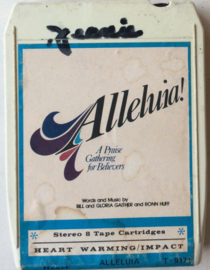 Jeanie
Alleluia!
A Praise
Gathering
for Believers
Words and Music by
BILL and GLORIA GAITHER and RONN HUFF
Stereo 8 Tape Cartridges
HEART WARMING/IMPACT
ALLELUIA